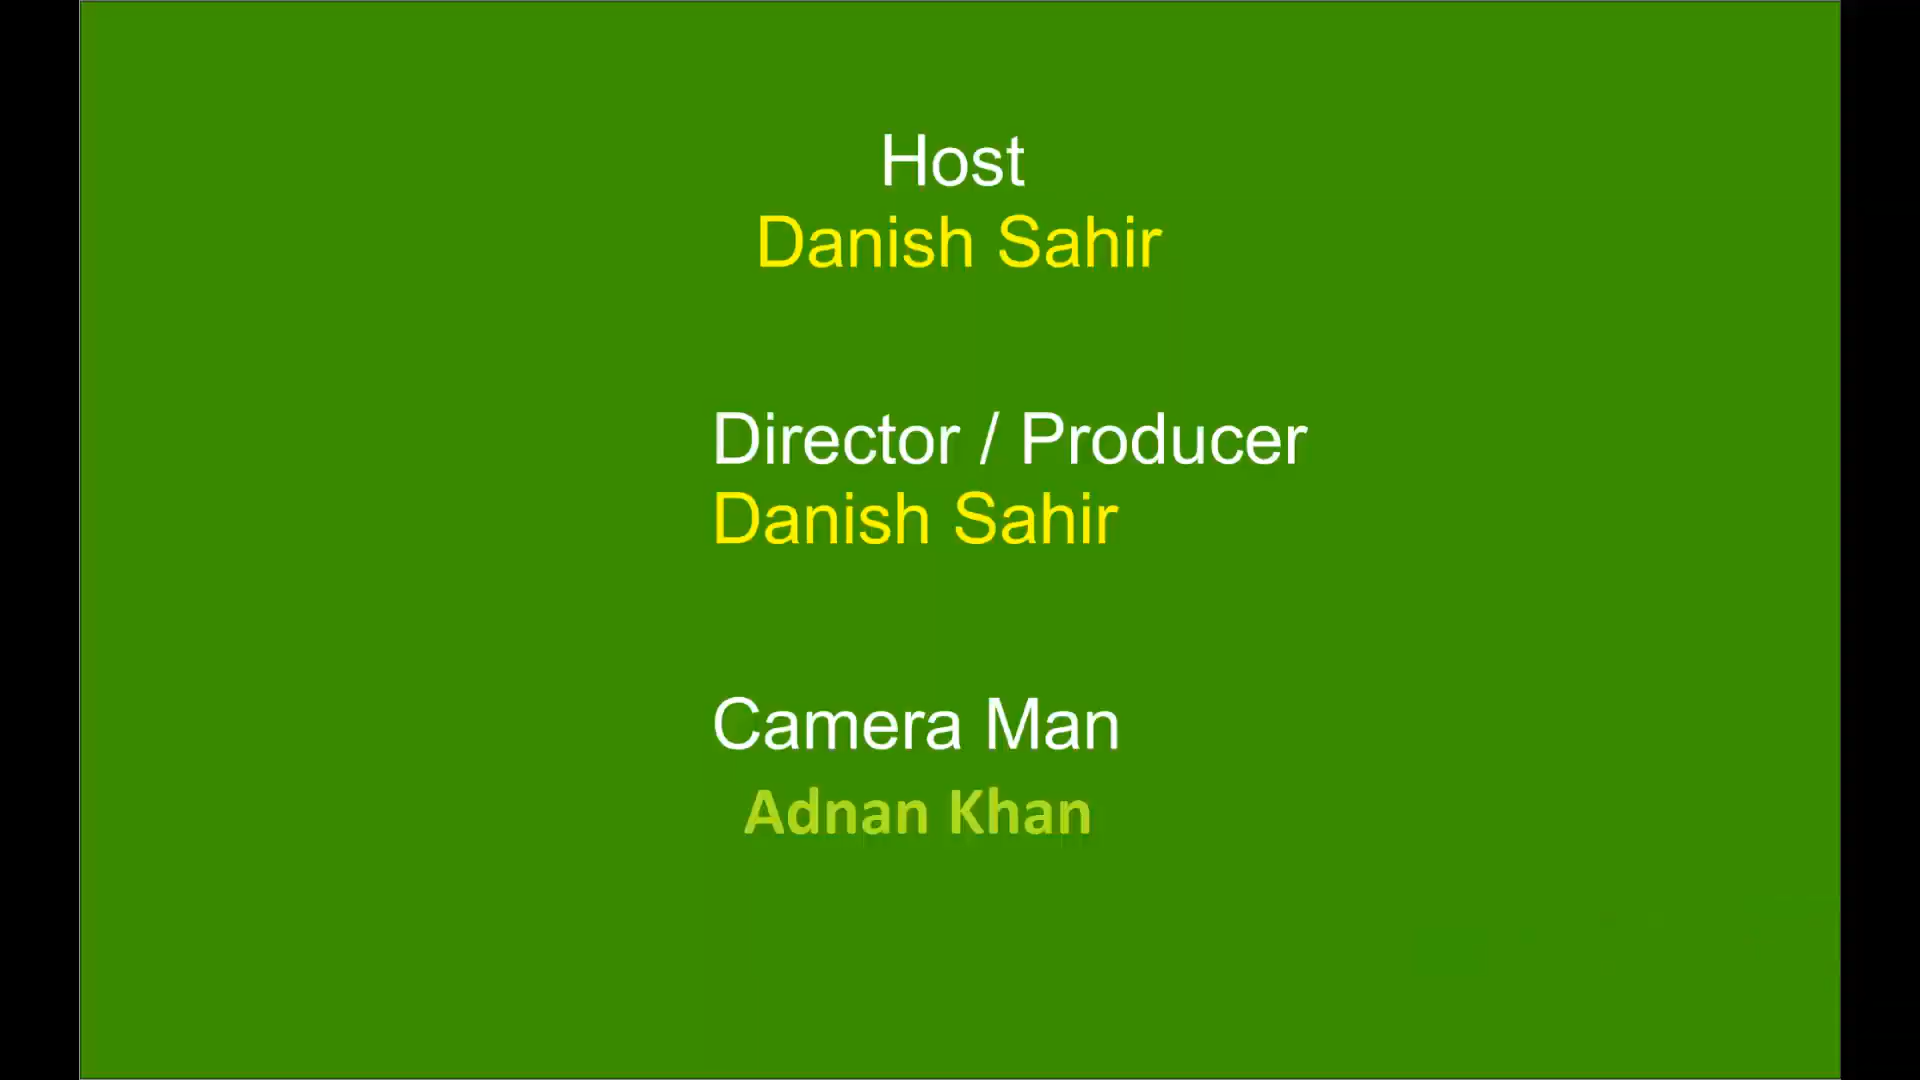 Host
Danish Sahir
Director / Producer
Danish Sahir
Camera Man
Adnan Khan